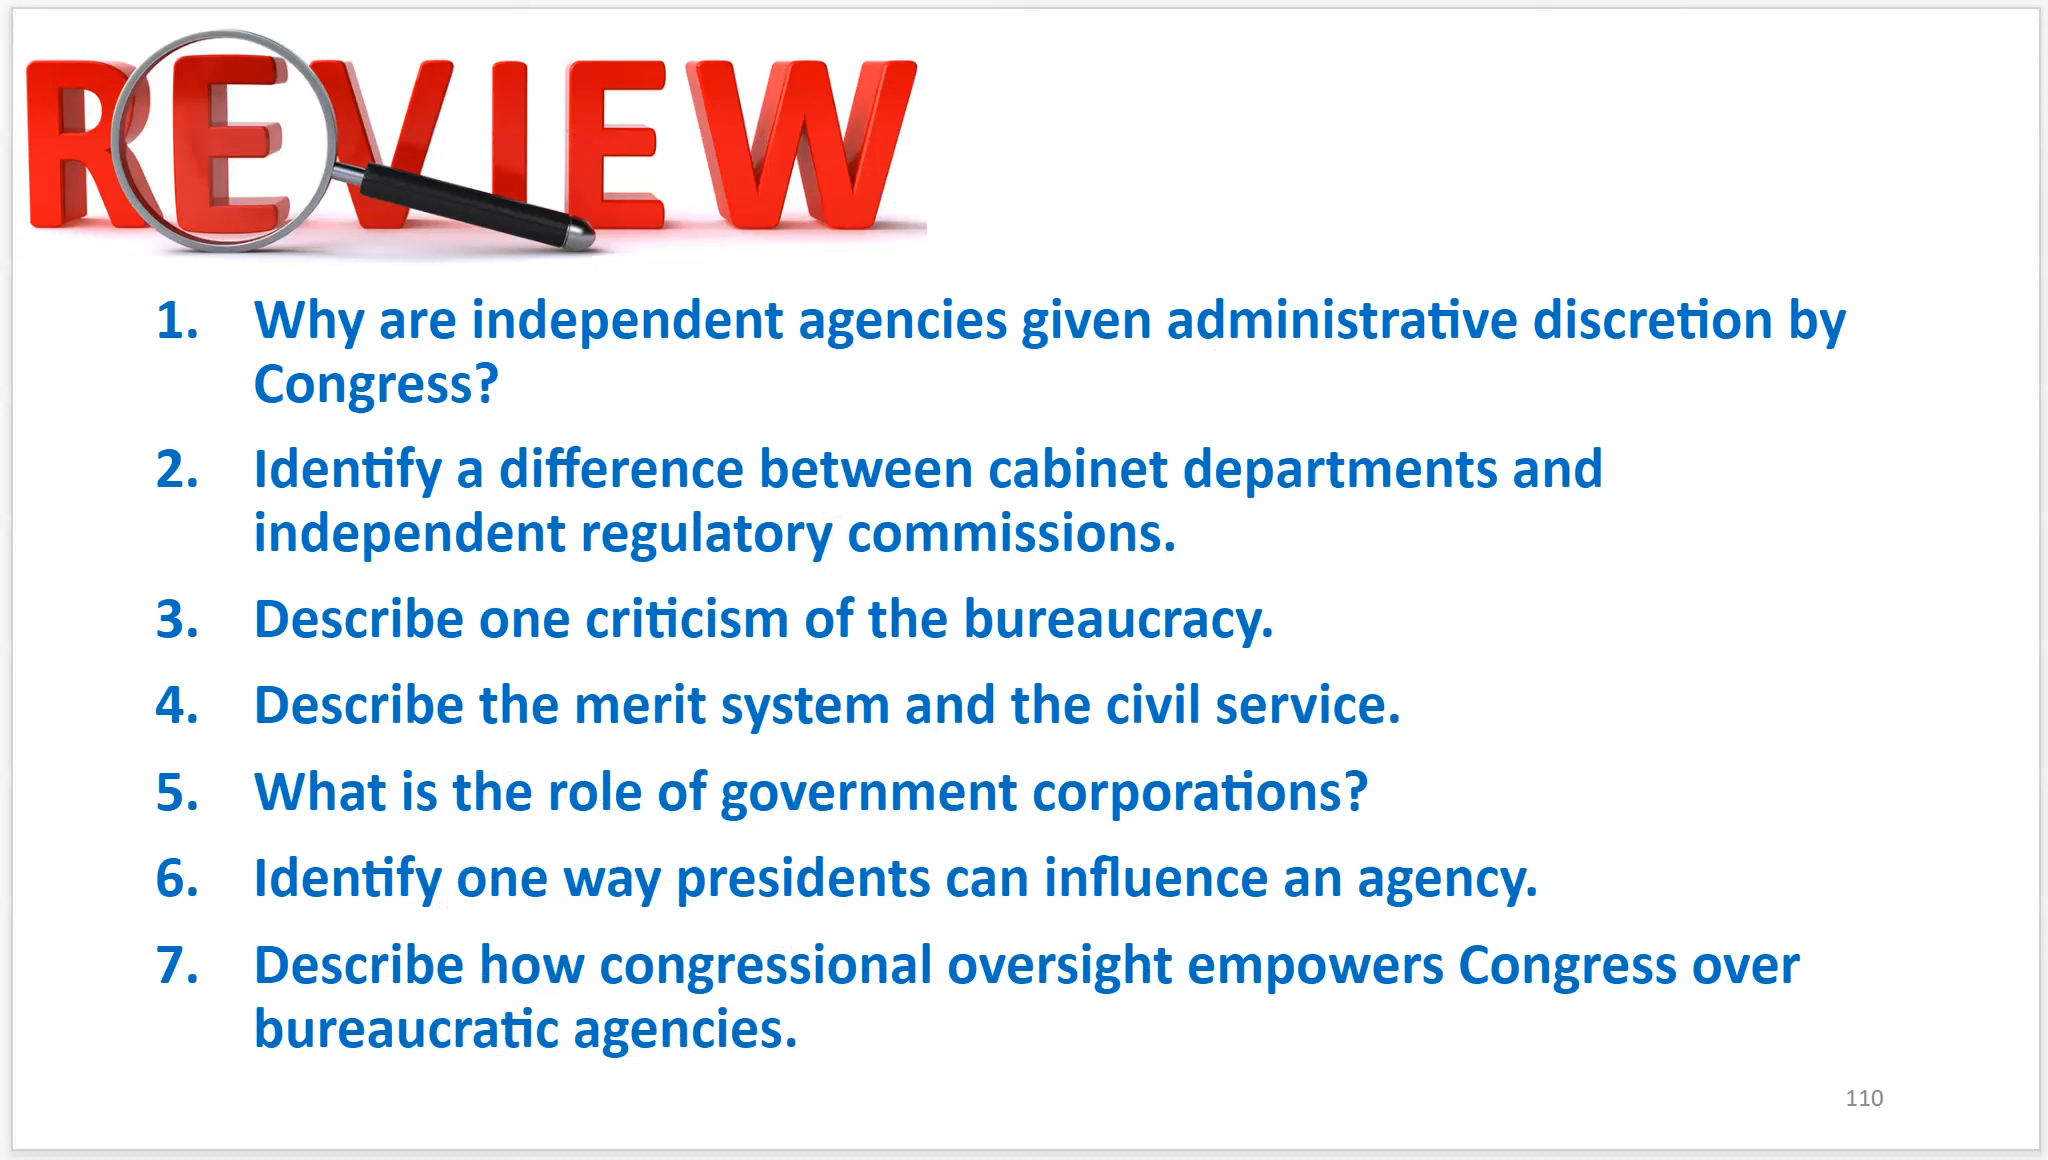 REVIEW
1. Why are independent agencies given administrative discretion by
Congress?
2. Identify a difference between cabinet departments and
independent regulatory commissions.
3. Describe one criticism of the bureaucracy.
4. Describe the merit system and the civil service.
5. What is the role of government corporations?
6. Identify one way presidents can influence an agency.
7. Describe how congressional oversight empowers Congress over
bureaucratic agencies.
110